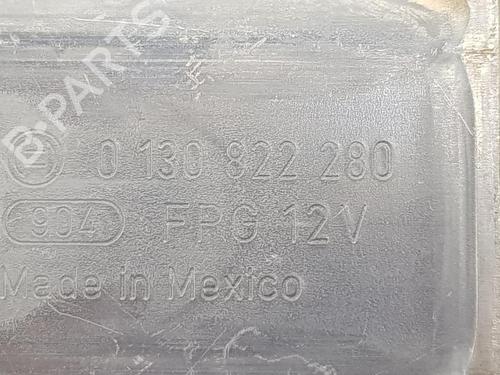 B-PARTS
0 130 822 280
904 FPG 12V
Made in Mexico